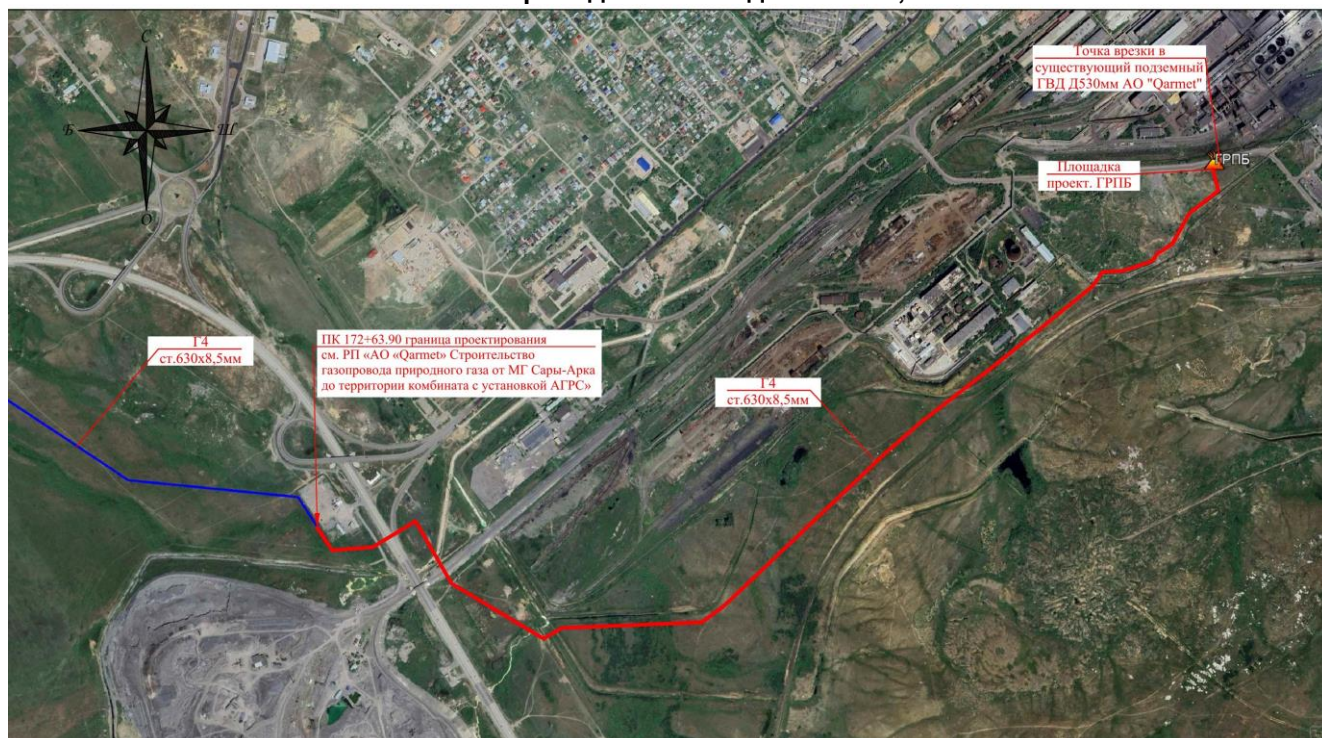 С
Б
Ш
О
Точка врезки в
существующий подземный
ГВД Д530мм АО "Qarmet"
ГРПБ
Площадка
проект. ГРПБ
Г4
ст.630х8,5мм
ПК 172+63.90 граница проектирования
см. РП «АО «Qarmet» Строительство
газопровода природного газа от МГ Сары-Арка
до территории комбината с установкой АГРС»
Г4
ст.630х8,5мм